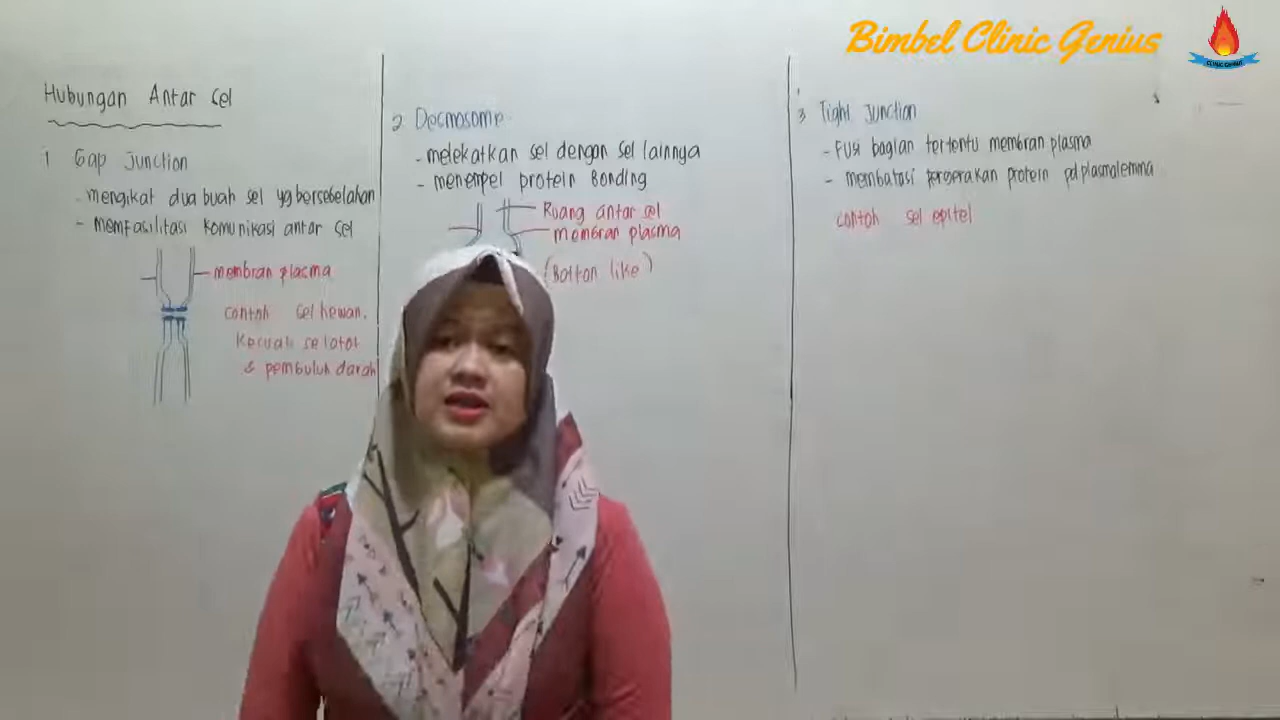 Bimbel Clinic Genius
CLINIC GENIUS
Hubungan Antar Sel
1 Gap Junction
- mengikat dua buah sel yg bersebelahan
- memfasilitasi komunikasi antar sel
membran plasma
contoh sel hewan,
kecuali sel otot
& pembuluh darah
2 Desmosome
- melekatkan sel dengan sel lainnya
- menempel protein Bonding
Ruang antar sel
membran plasma
(Botton like)
3 Tight Junction
- Fusi bagian tertentu membran plasma
- membatasi pergerakan protein pd plasmalemma
contoh sel epitel